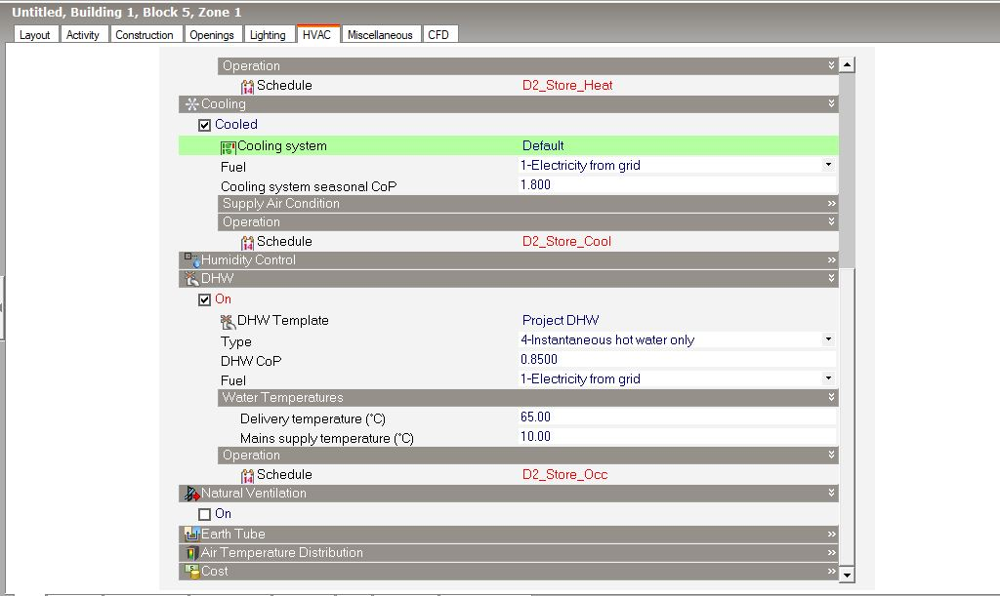 Untitled, Building 1, Block 5, Zone 1
Layout Activity Construction Openings Lighting HVAC Miscellaneous CFD
Operation
Schedule D2_Store_Heat
Cooling
Cooled
Cooling system Default
Fuel 1-Electricity from grid
Cooling system seasonal CoP 1.800
Supply Air Condition
Operation
Schedule D2_Store_Cool
Humidity Control
DHW
On
DHW Template Project DHW
Type 4-Instantaneous hot water only
DHW CoP 0.8500
Fuel 1-Electricity from grid
Water Temperatures
Delivery temperature (°C) 65.00
Mains supply temperature (°C) 10.00
Operation
Schedule D2_Store_Occ
Natural Ventilation
On
Earth Tube
Air Temperature Distribution
Cost